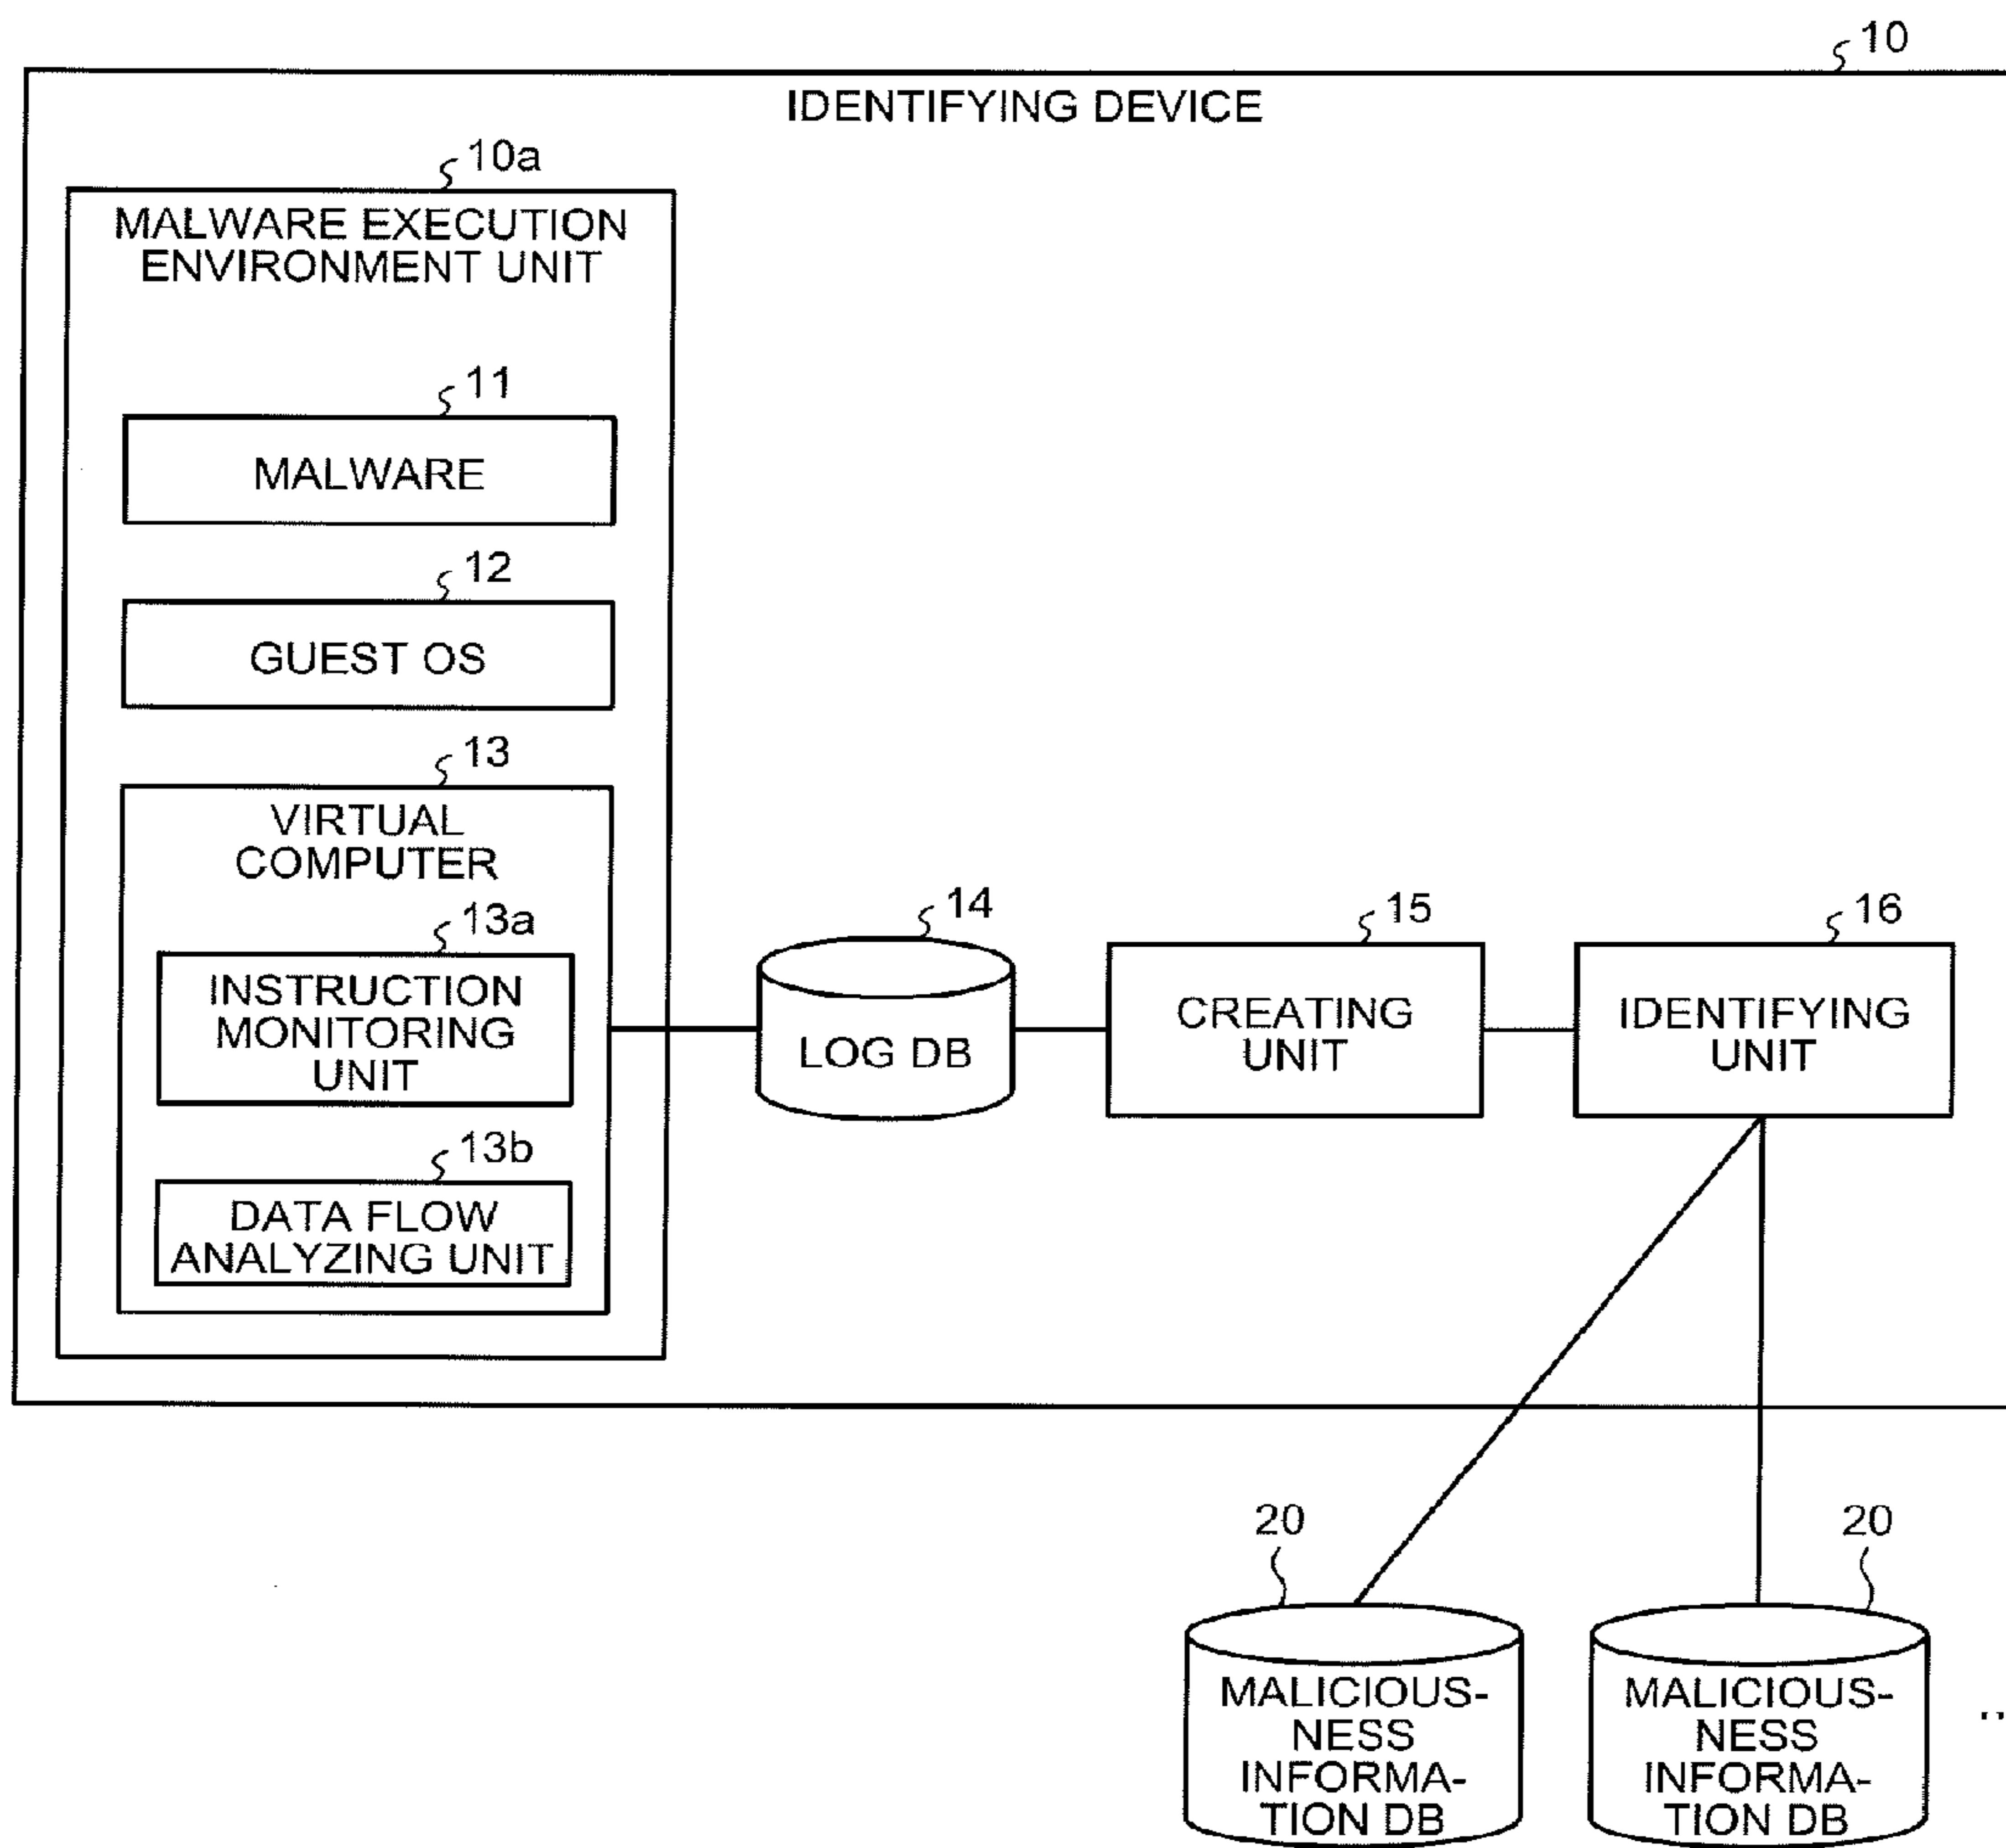 10
IDENTIFYING DEVICE
10a
MALWARE EXECUTION
ENVIRONMENT UNIT
11
MALWARE
12
GUEST OS
13
VIRTUAL
COMPUTER
13a
INSTRUCTION
MONITORING
UNIT
13b
DATA FLOW
ANALYZING UNIT
14
LOG DB
15
CREATING
UNIT
16
IDENTIFYING
UNIT
20
MALICIOUS-
NESS
INFORMA-
TION DB
20
MALICIOUS-
NESS
INFORMA-
TION DB